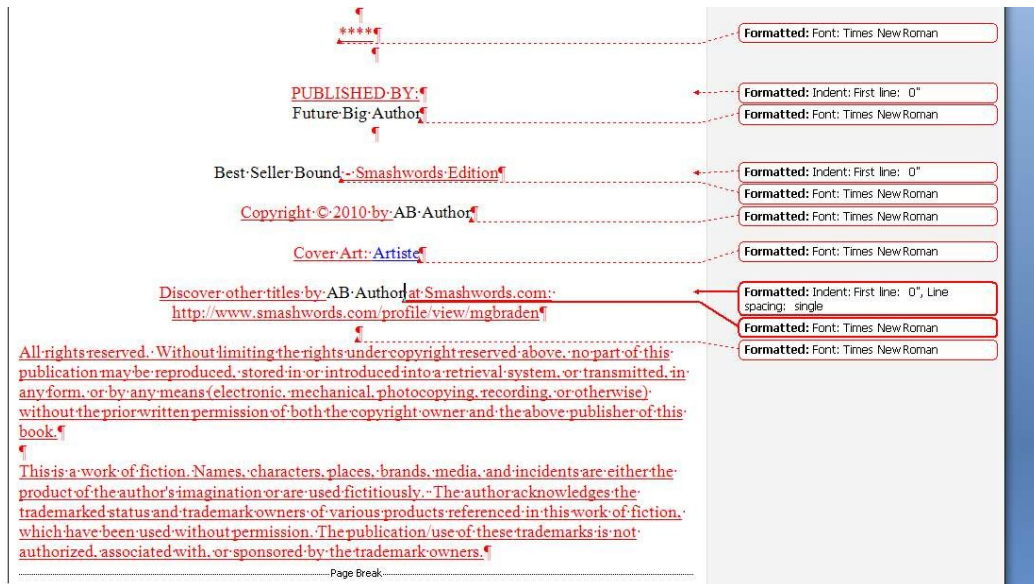 ****¶
Formatted: Font: Times New Roman
PUBLISHED BY:¶
Formatted: Indent: First line: 0"
Future Big Author¶
Formatted: Font: Times New Roman
Best Seller Bound - Smashwords Edition¶
Formatted: Indent: First line: 0"
Formatted: Font: Times New Roman
Copyright © 2010 by AB Author¶
Formatted: Font: Times New Roman
Cover Art: Artiste¶
Formatted: Font: Times New Roman
Discover other titles by AB Author at Smashwords.com:
http://www.smashwords.com/profile/view/mgbraden¶
Formatted: Indent: First line: 0", Line
spacing: single
Formatted: Font: Times New Roman
Formatted: Font: Times New Roman
All rights reserved. Without limiting the rights under copyright reserved above, no part of this
publication may be reproduced, stored in or introduced into a retrieval system, or transmitted, in
any form, or by any means (electronic, mechanical, photocopying, recording, or otherwise)
without the prior written permission of both the copyright owner and the above publisher of this
book.¶
¶
This is a work of fiction. Names, characters, places, brands, media, and incidents are either the
product of the author's imagination or are used fictitiously. The author acknowledges the
trademarked status and trademark owners of various products referenced in this work of fiction,
which have been used without permission. The publication/use of these trademarks is not
authorized, associated with, or sponsored by the trademark owners.¶
Page Break